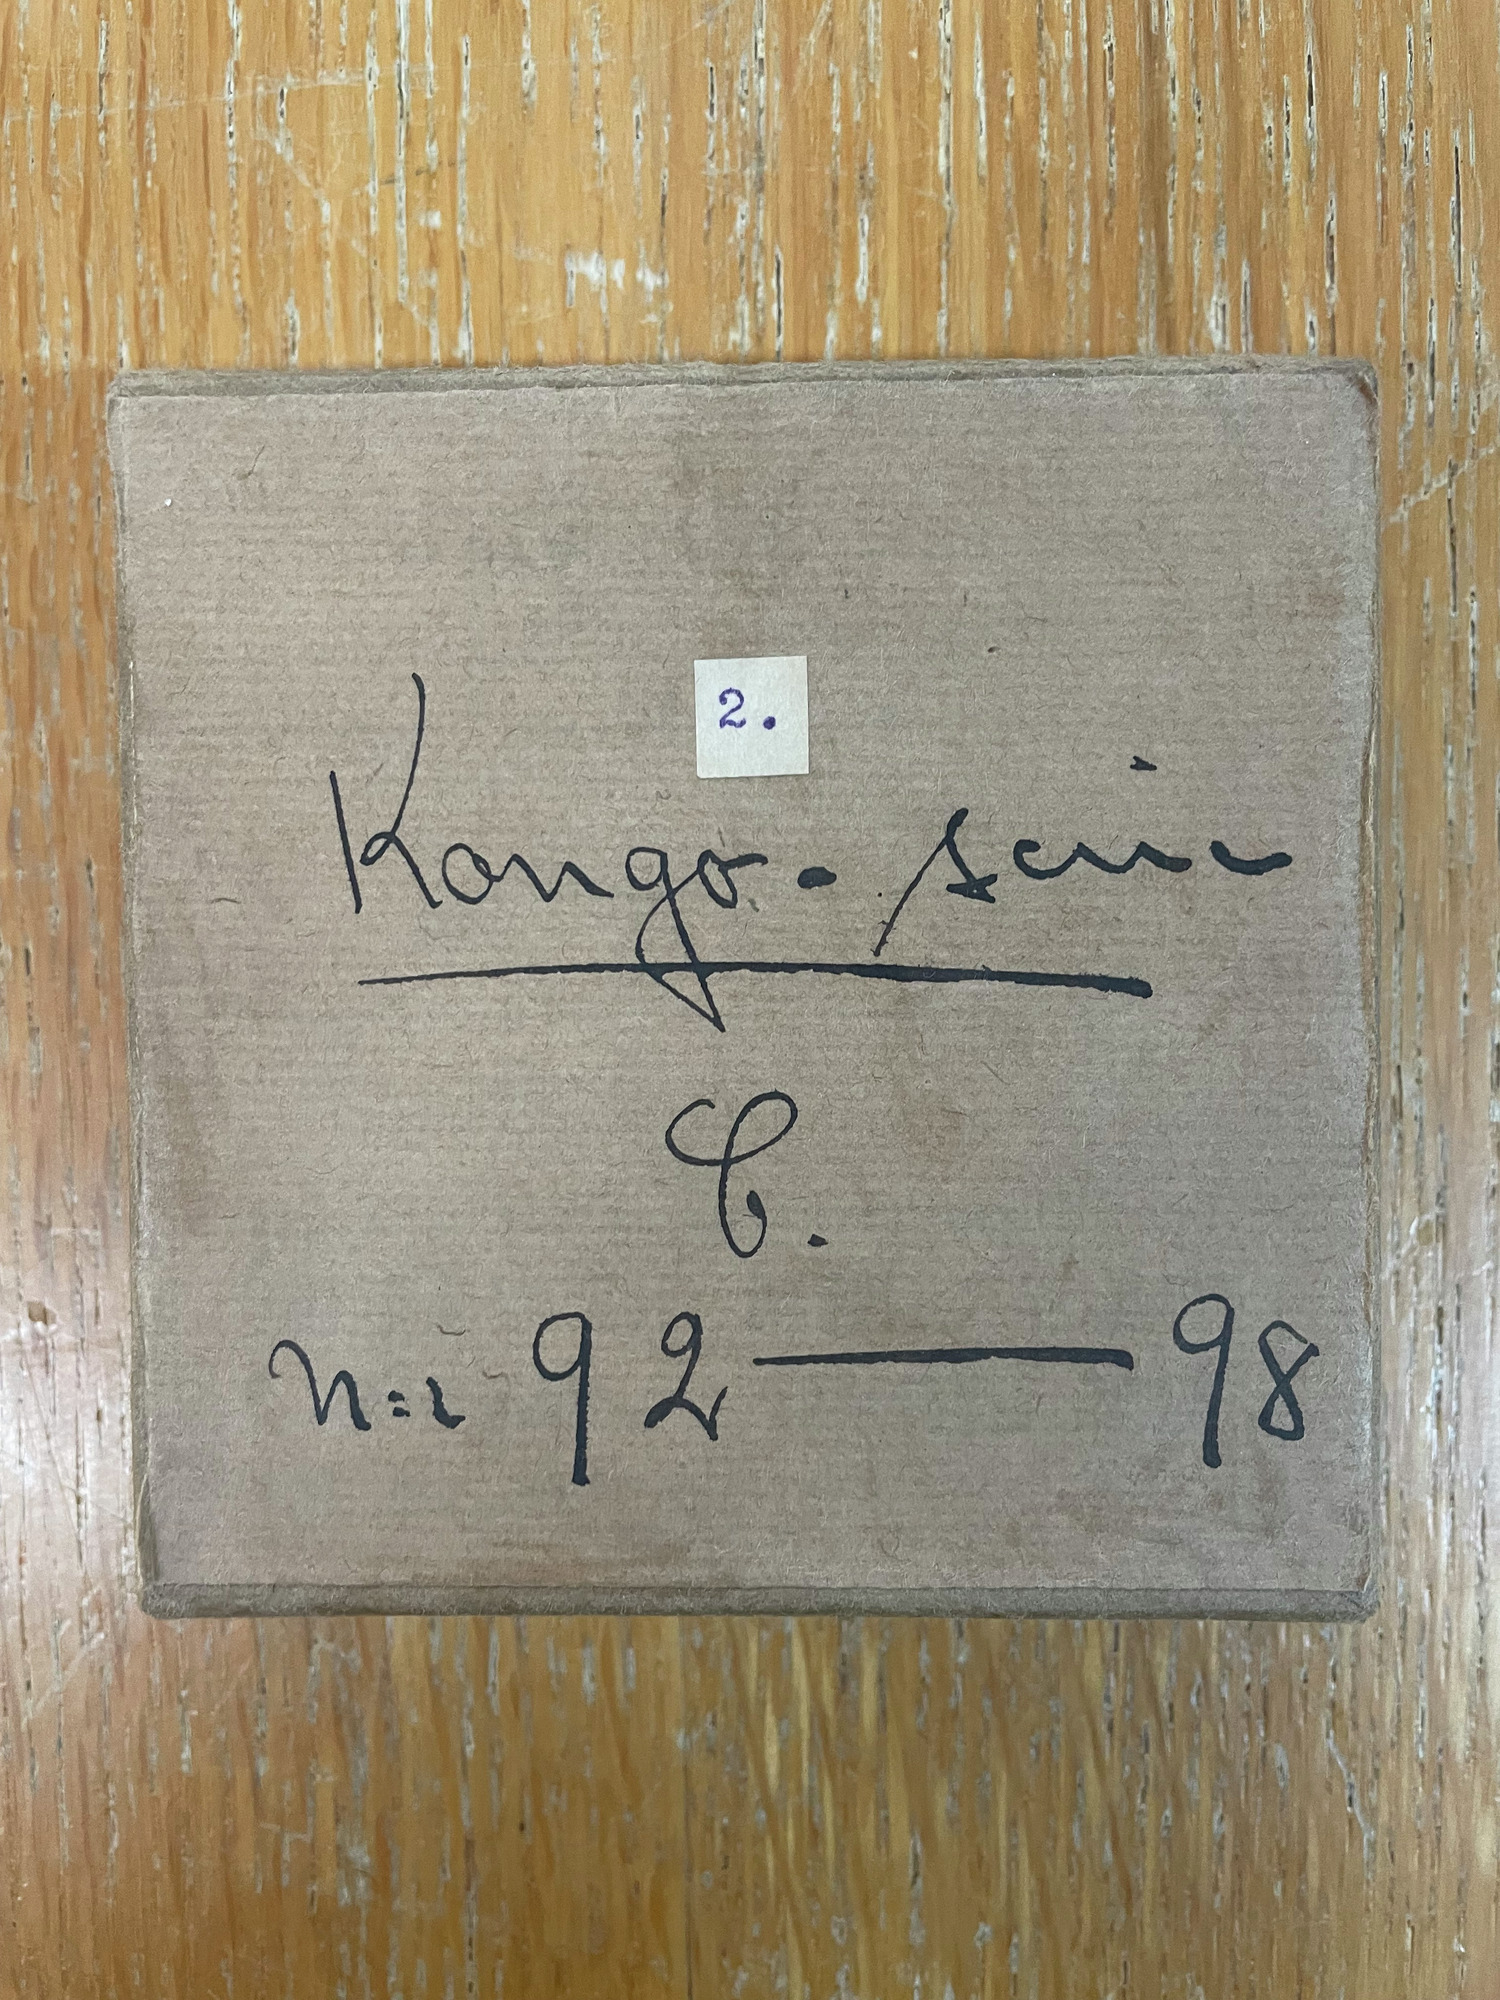 2.
Kongo-serie
C.
n:r 92 — 98